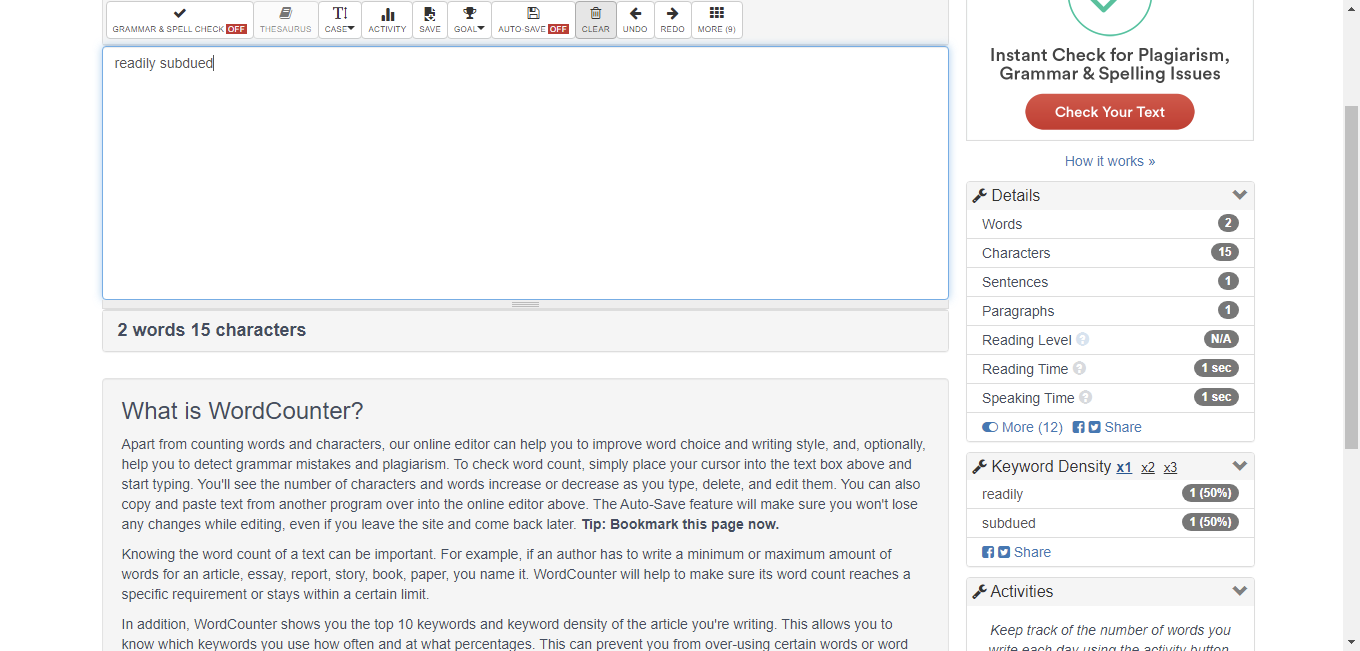 GRAMMAR & SPELL CHECK OFF
THESAURUS
CASE
ACTIVITY
SAVE
GOAL
AUTO-SAVE OFF
CLEAR
UNDO
REDO
MORE (9)
readily subdued
2 words 15 characters
What is WordCounter?
Apart from counting words and characters, our online editor can help you to improve word choice and writing style, and, optionally,
help you to detect grammar mistakes and plagiarism. To check word count, simply place your cursor into the text box above and
start typing. You'll see the number of characters and words increase or decrease as you type, delete, and edit them. You can also
copy and paste text from another program over into the online editor above. The Auto-Save feature will make sure you won't lose
any changes while editing, even if you leave the site and come back later. Tip: Bookmark this page now.
Knowing the word count of a text can be important. For example, if an author has to write a minimum or maximum amount of
words for an article, essay, report, story, book, paper, you name it. WordCounter will help to make sure its word count reaches a
specific requirement or stays within a certain limit.
In addition, WordCounter shows you the top 10 keywords and keyword density of the article you're writing. This allows you to
know which keywords you use how often and at what percentages. This can prevent you from over-using certain words or word
Instant Check for Plagiarism,
Grammar & Spelling Issues
Check Your Text
How it works »
Details
Words 2
Characters 15
Sentences 1
Paragraphs 1
Reading Level ? N/A
Reading Time ? 1 sec
Speaking Time ? 1 sec
More (12) Share
Keyword Density x1 x2 x3
readily 1 (50%)
subdued 1 (50%)
Share
Activities
Keep track of the number of words you
write each day using the activity button